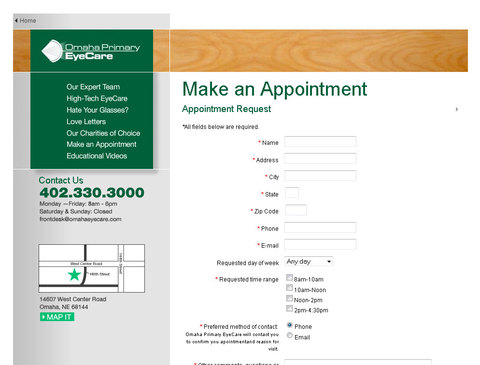 Home
Omaha Primary
EyeCare
Our Expert Team
High-Tech EyeCare
Hate Your Glasses?
Love Letters
Our Charities of Choice
Make an Appointment
Educational Videos
Contact Us
402.330.3000
Monday —Friday: 8am - 6pm
Saturday & Sunday: Closed
frontdesk@omahaeyecare.com
West Center Road
14607 West Center Road
Omaha, NE 68144
MAP IT
Make an Appointment
Appointment Request
*All fields below are required.
* Name
* Address
* City
* State
* Zip Code
* Phone
* E-mail
Requested day of week Any day
* Requested time range 8am-10am
10am-Noon
Noon-2pm
2pm-4:30pm
* Preferred method of contact: Phone
Omaha Primary EyeCare will contact you
to confirm you appointmentand reason for
visit.
Email
* Other comments, questions or